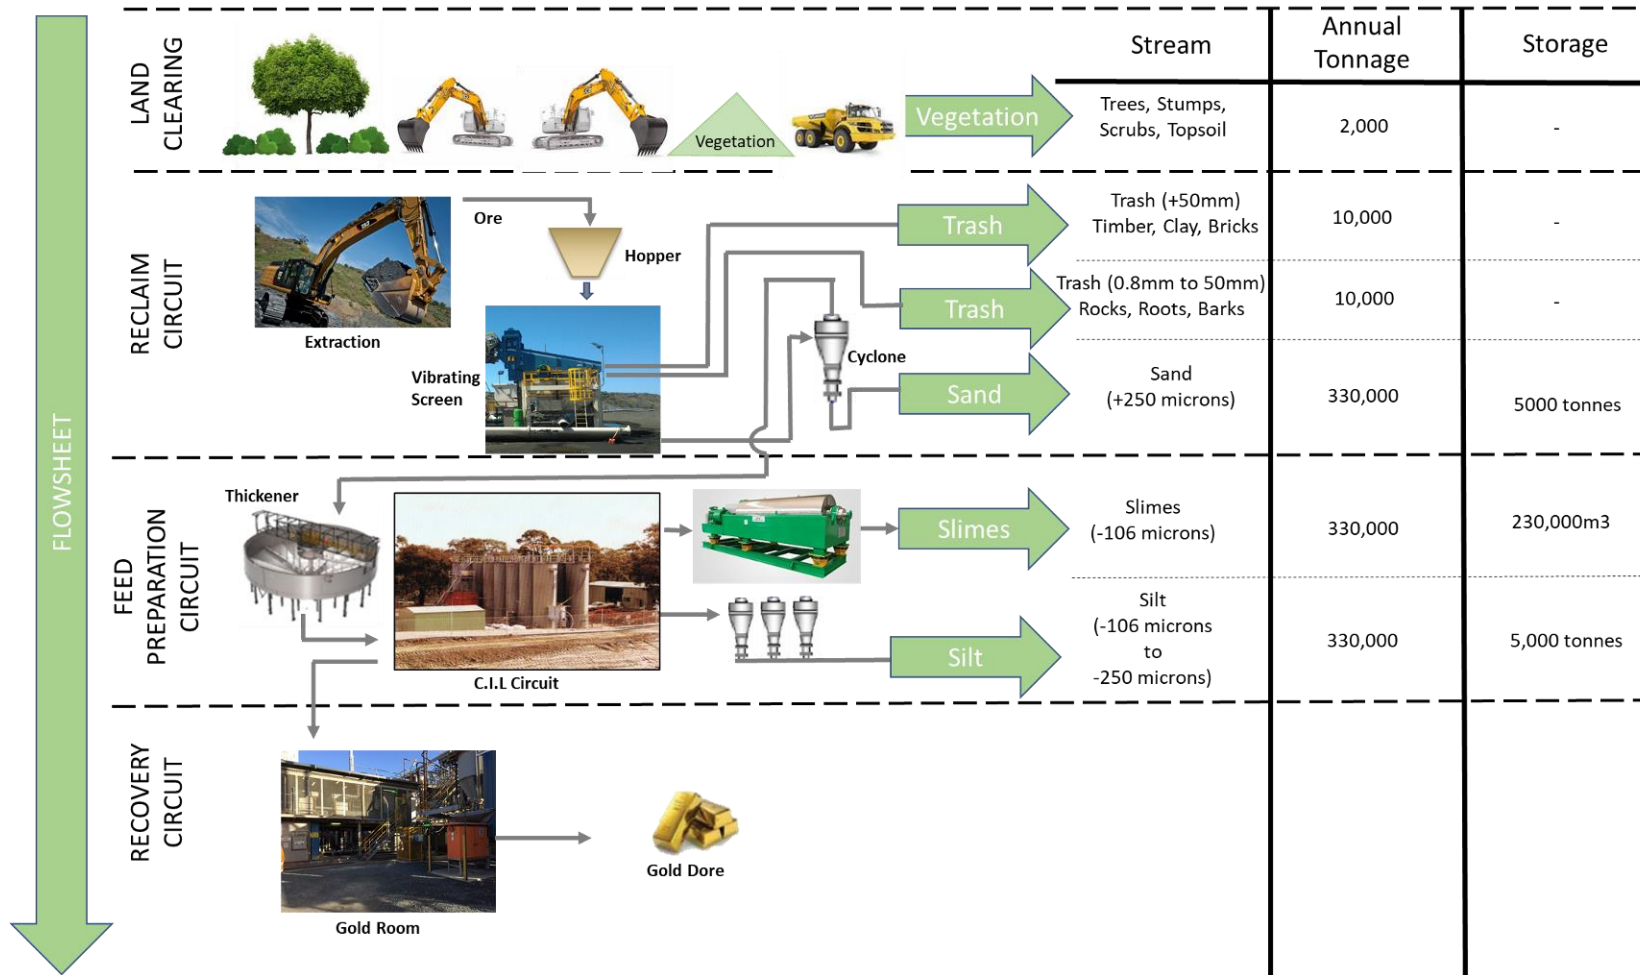 FLOWSHEET
LAND
CLEARING
Vegetation
Vegetation
Stream
Annual
Tonnage
Storage
Trees, Stumps,
Scrubs, Topsoil
2,000
-
RECLAIM
CIRCUIT
Extraction
Ore
Hopper
Vibrating
Screen
Cyclone
Trash
Trash (+50mm)
Timber, Clay, Bricks
10,000
-
Trash
Trash (0.8mm to 50mm)
Rocks, Roots, Barks
10,000
-
Sand
Sand
(+250 microns)
330,000
5000 tonnes
FEED
PREPARATION
CIRCUIT
Thickener
C.I.L Circuit
Slimes
Slimes
(-106 microns)
330,000
230,000m3
Silt
Silt
(-106 microns
to
-250 microns)
330,000
5,000 tonnes
RECOVERY
CIRCUIT
Gold Room
Gold Dore